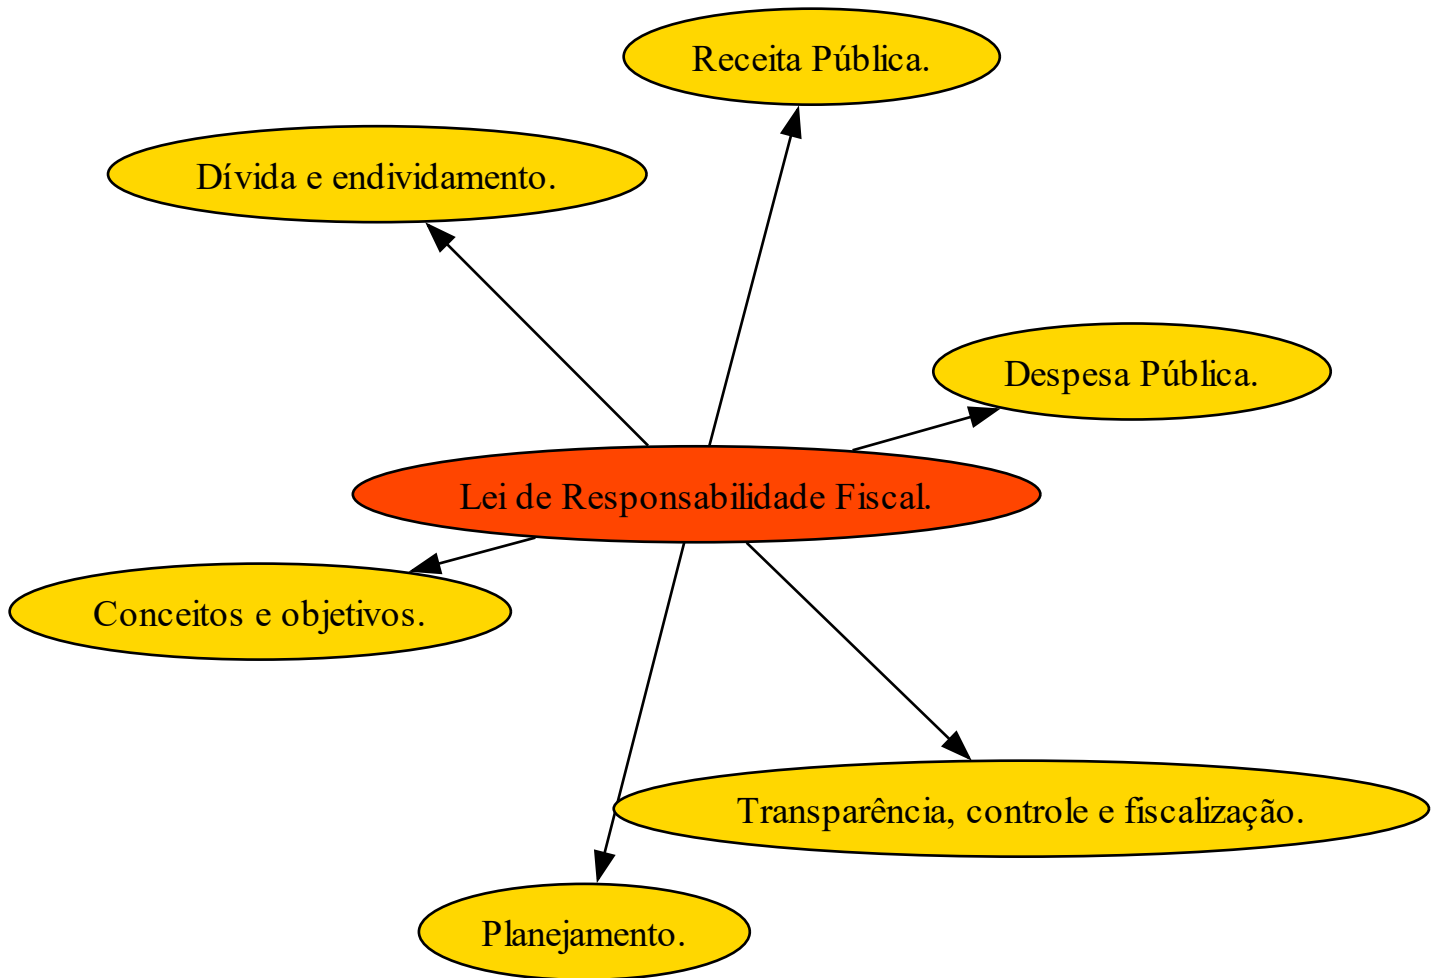 Receita Pública.
Dívida e endividamento.
Despesa Pública.
Lei de Responsabilidade Fiscal.
Conceitos e objetivos.
Transparência, controle e fiscalização.
Planejamento.